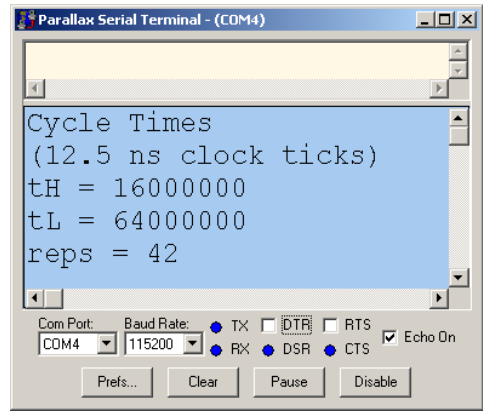 Parallax Serial Terminal - (COM4)
Cycle Times
(12.5 ns clock ticks)
tH = 16000000
tL = 64000000
reps = 42
Com Port: Baud Rate: TX DTR RTS
COM4 115200 RX DSR CTS Echo On
Prefs... Clear Pause Disable